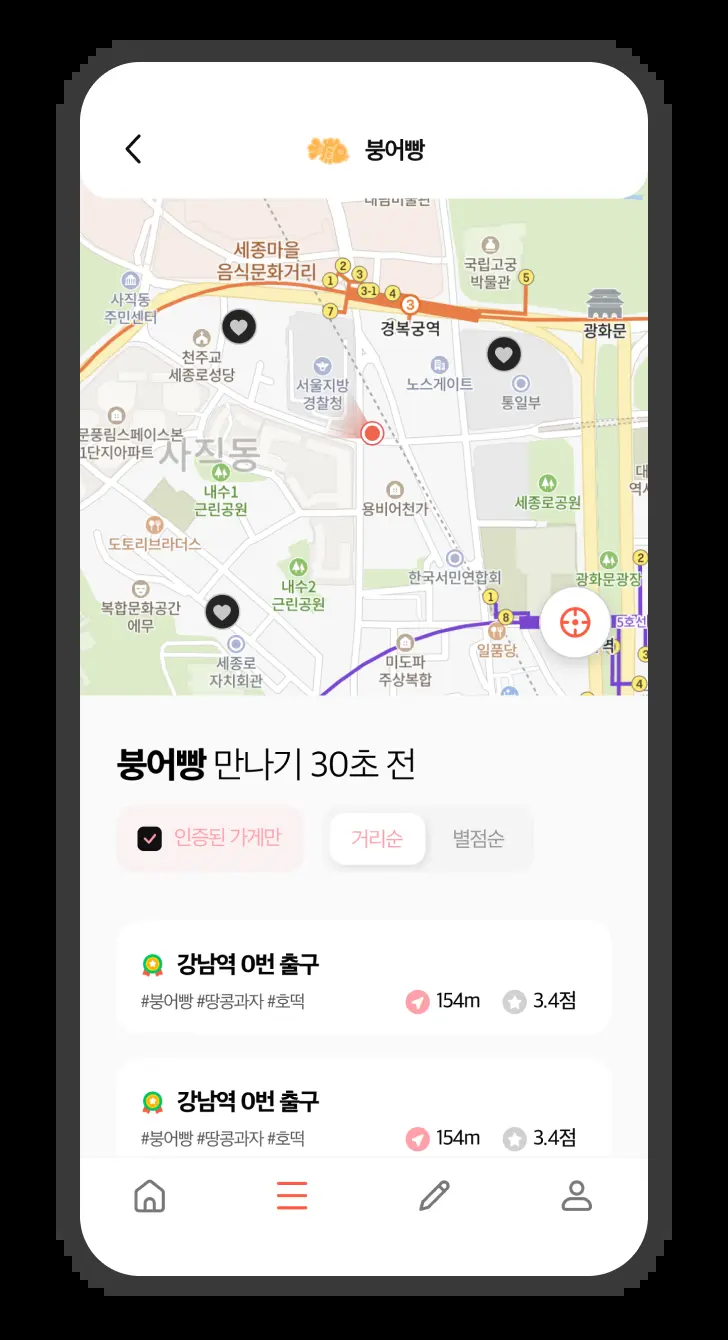 붕어빵
대림미술관
세종마을
음식문화거리
2
3
1
3-1
4
3
7
경복궁역
국립고궁
박물관
5
광화문
사직동
주민센터
천주교
세종로성당
서울지방
경찰청
노스게이트
통일부
문풍림스페이스본
1단지아파트
사직동
내수1
근린공원
용비어천가
세종로공원
도토리브라더스
한국서민연합회
광화문광장
2
내수2
근린공원
복합문화공간
에무
1
8
5호선
역
3
일품당
미도파
주상복합
세종로
자치회관
4
붕어빵 만나기 30초 전
인증된 가게만
거리순
별점순
강남역 0번 출구
#붕어빵 #땅콩과자 #호떡
154m
3.4점
강남역 0번 출구
#붕어빵 #땅콩과자 #호떡
154m
3.4점